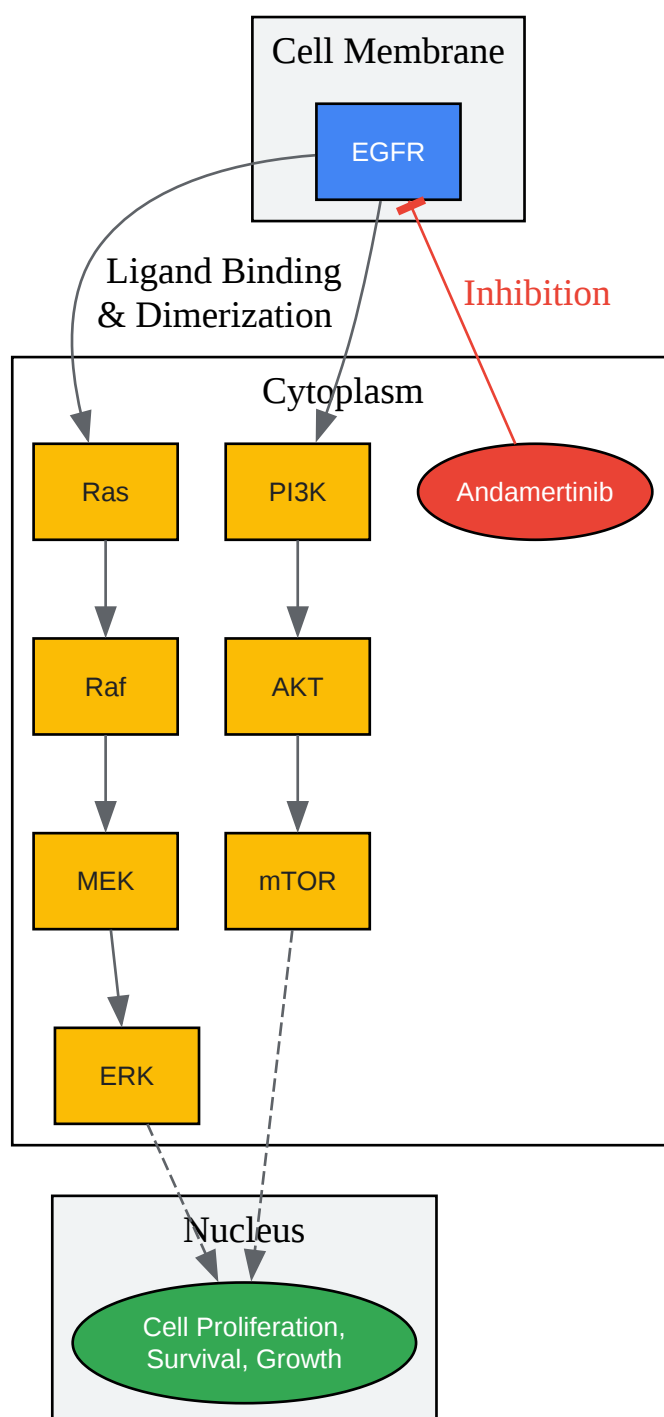 Cell Membrane
EGFR
Ligand Binding
& Dimerization
Inhibition
Cytoplasm
Ras
PI3K
Andamertinib
Raf
AKT
MEK
mTOR
ERK
Nucleus
Cell Proliferation,
Survival, Growth